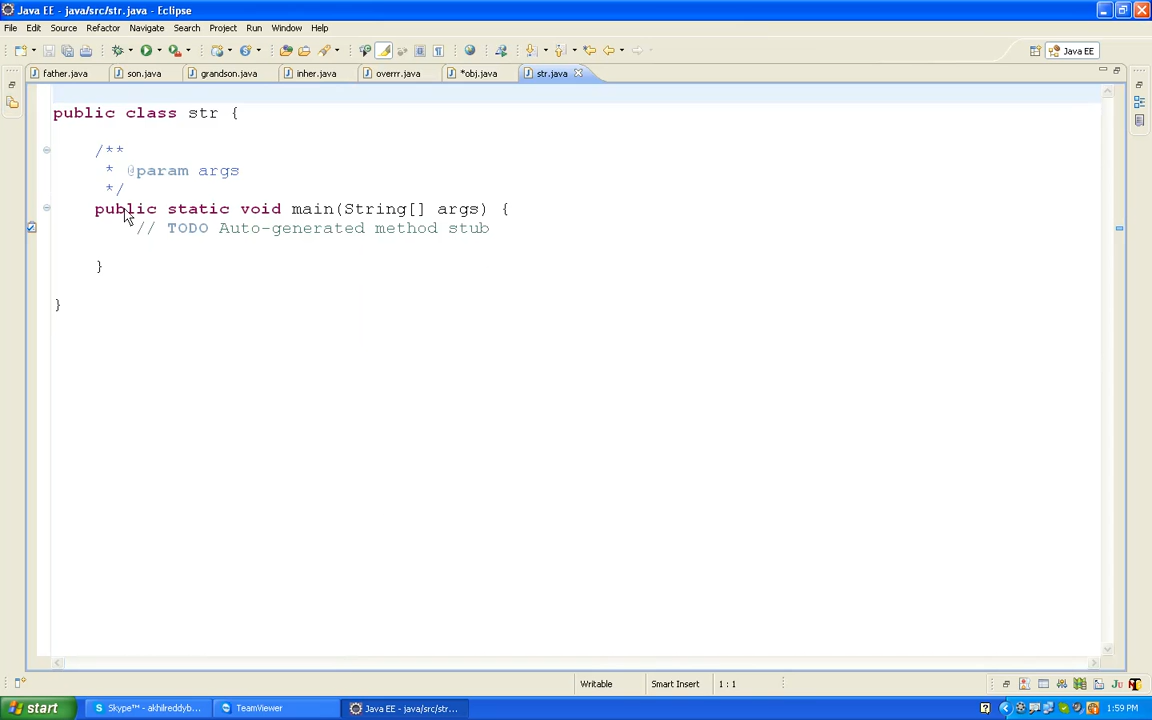 Java EE - java/src/str.java - Eclipse
File Edit Source Refactor Navigate Search Project Run Window Help
Java EE
father.java son.java grandson.java inher.java overrr.java *obj.java str.java
public class str {
/**
* @param args
*/
public static void main(String[] args) {
// TODO Auto-generated method stub
}
}
Writable Smart Insert 1 : 1
start Skype™ - akhilreddyb... TeamViewer Java EE - java/src/str... 1:59 PM